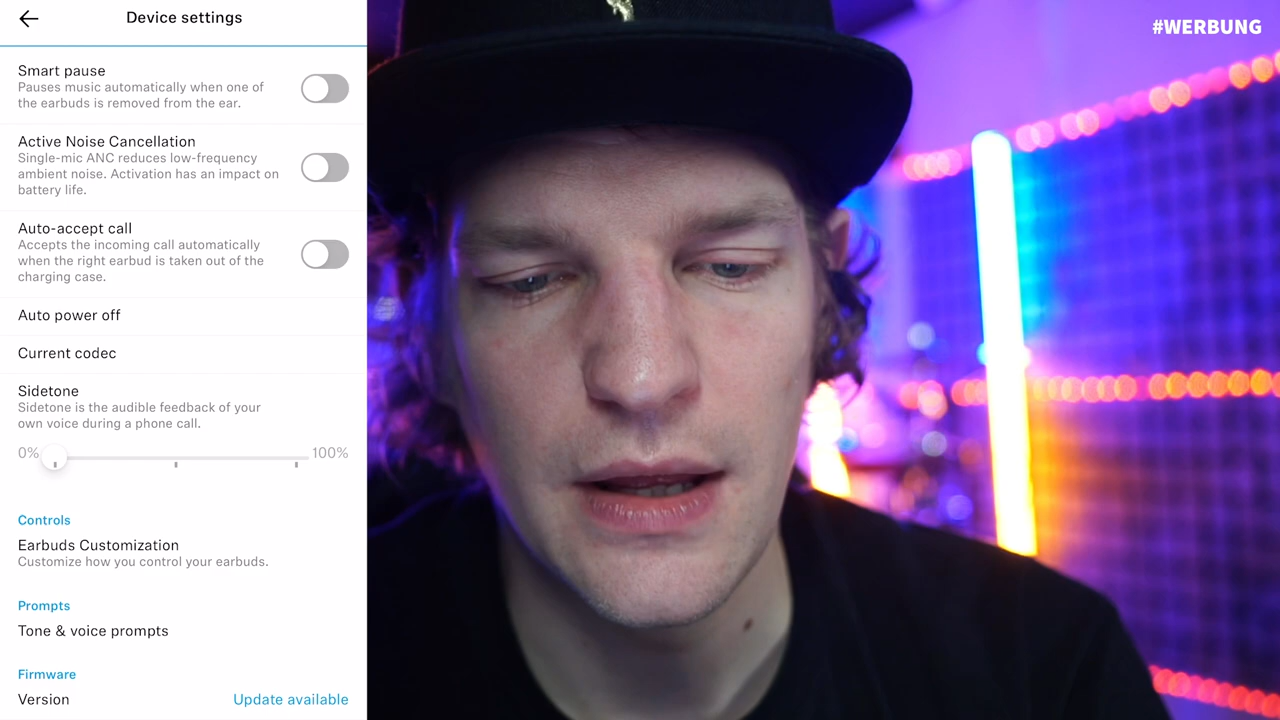 Device settings
#WERBUNG
Smart pause
Pauses music automatically when one of
the earbuds is removed from the ear.
Active Noise Cancellation
Single-mic ANC reduces low-frequency
ambient noise. Activation has an impact on
battery life.
Auto-accept call
Accepts the incoming call automatically
when the right earbud is taken out of the
charging case.
Auto power off
Current codec
Sidetone
Sidetone is the audible feedback of your
own voice during a phone call.
0% 100%
Controls
Earbuds Customization
Customize how you control your earbuds.
Prompts
Tone & voice prompts
Firmware
Version Update available